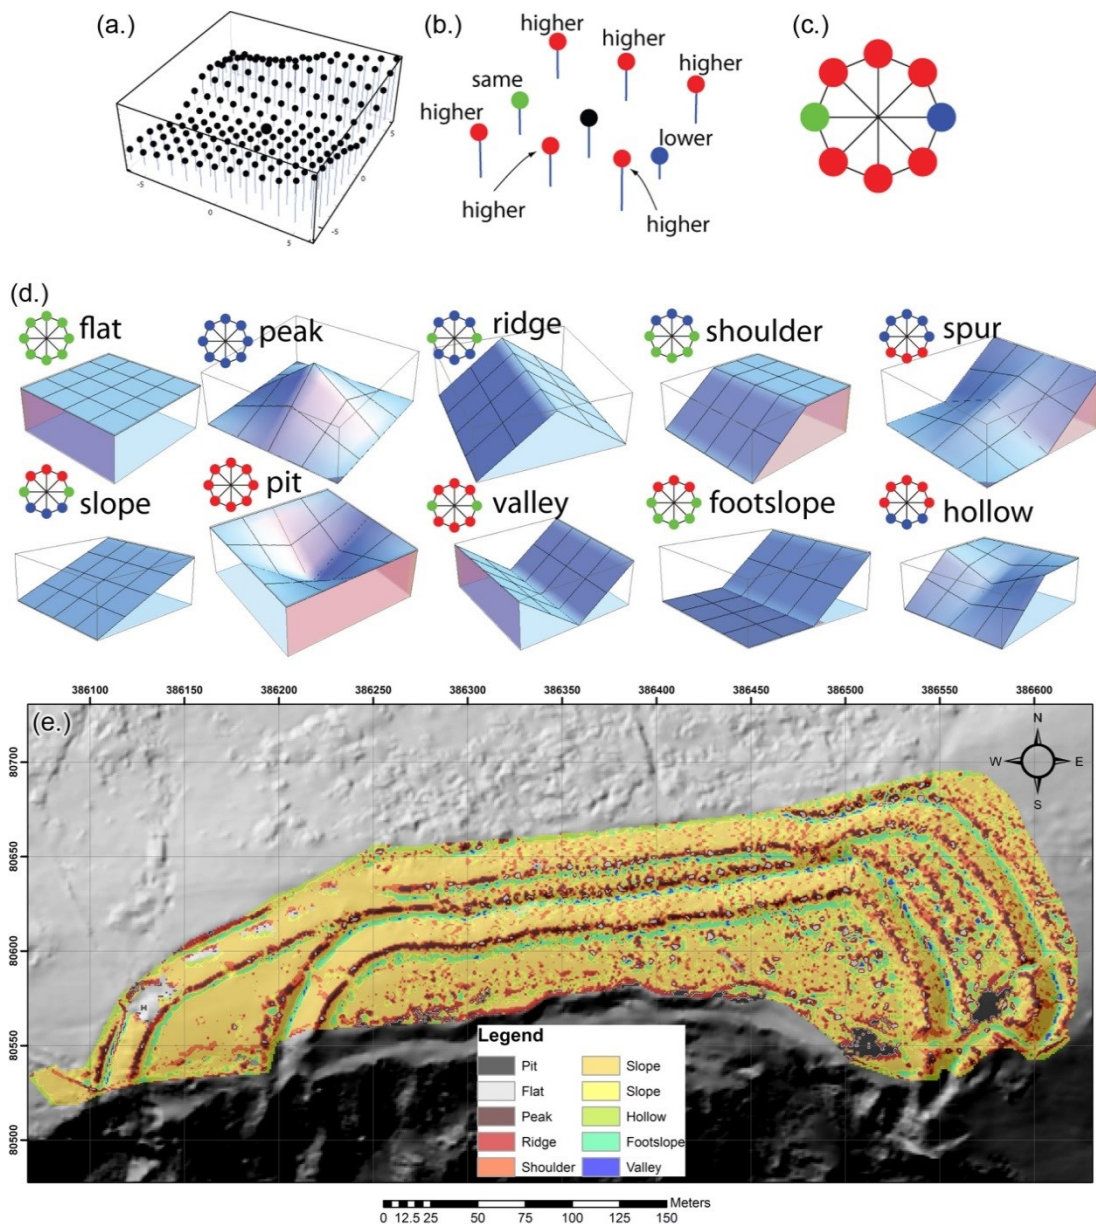 (a.)
-5
0
5
-5
0
5
(b.)
higher
higher
higher
same
higher
lower
higher
higher
(c.)
(d.)
flat
peak
ridge
shoulder
spur
slope
pit
valley
footslope
hollow
386100 386150 386200 386250 386300 386350 386400 386450 386500 386550 386600
(e.)
N
W E
S
80700
80650
80600
80550
80500
H
Legend
Pit
Flat
Peak
Ridge
Shoulder
Slope
Slope
Hollow
Footslope
Valley
Meters
0 12.5 25 50 75 100 125 150